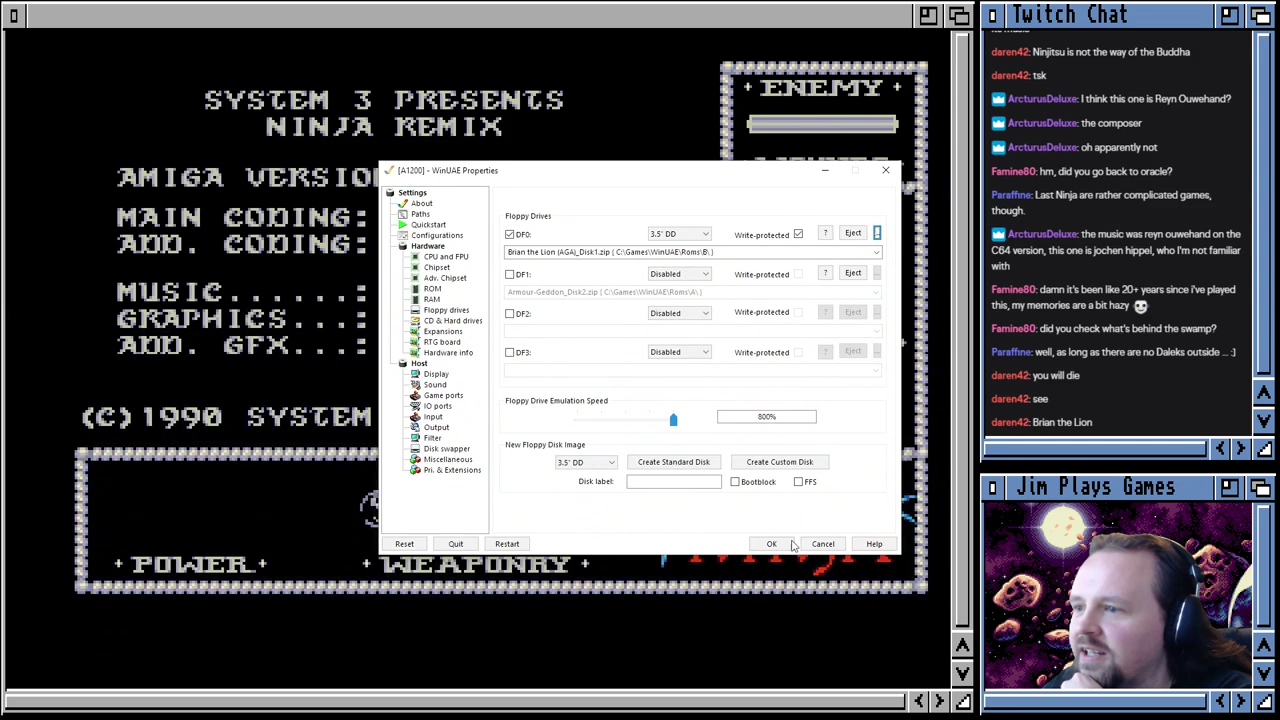 SYSTEM 3 PRESENTS
NINJA REMIX
AMIGA VERSIO
MAIN CODING:
ADD. CODING:
MUSIC......:
GRAPHICS...:
ADD. GFX...:
(C)1990 SYSTEM
+ POWER +
+ WEAPONRY +
+ ENEMY +
[A1200] - WinUAE Properties
Settings
About
Paths
Quickstart
Configurations
Hardware
CPU and FPU
Chipset
Adv. Chipset
ROM
RAM
Floppy drives
CD & Hard drives
Expansions
RTG board
Hardware info
Host
Display
Sound
Game ports
IO ports
Input
Output
Filter
Disk swapper
Miscellaneous
Pri. & Extensions
Floppy Drives
DF0: 3.5" DD Write-protected ? Eject
Brian the Lion (AGA)_Disk1.zip { C:\Games\WinUAE\Roms\B\ }
DF1: Disabled Write-protected ? Eject ...
Armour-Geddon_Disk2.zip { C:\Games\WinUAE\Roms\A\ }
DF2: Disabled Write-protected ? Eject ...
DF3: Disabled Write-protected ? Eject ...
Floppy Drive Emulation Speed
800%
New Floppy Disk Image
3.5" DD Create Standard Disk Create Custom Disk
Disk label: Bootblock FFS
Reset Quit Restart OK Cancel Help
Twitch Chat
daren42: Ninjitsu is not the way of the Buddha
daren42: tsk
ArcturusDeluxe: I think this one is Reyn Ouwehand?
ArcturusDeluxe: the composer
ArcturusDeluxe: oh apparently not
Famine80: hm, did you go back to oracle?
Paraffine: Last Ninja are rather complicated games,
though.
ArcturusDeluxe: the music was reyn ouwehand on the
C64 version, this one is jochen hippel, who I'm not familiar
with
Famine80: damn it's been like 20+ years since i've played
this, my memories are a bit hazy
Famine80: did you check what's behind the swamp?
Paraffine: well, as long as there are no Daleks outside ... :]
daren42: you will die
daren42: see
daren42: Brian the Lion
Jim Plays Games